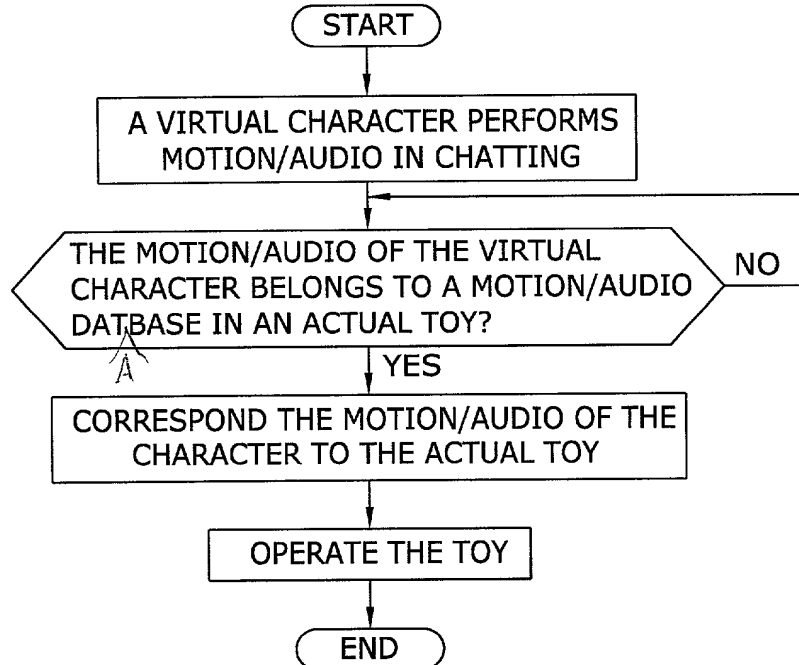 START
A VIRTUAL CHARACTER PERFORMS
MOTION/AUDIO IN CHATTING
THE MOTION/AUDIO OF THE VIRTUAL
CHARACTER BELONGS TO A MOTION/AUDIO
DATBASE IN AN ACTUAL TOY?
A
NO
YES
CORRESPOND THE MOTION/AUDIO OF THE
CHARACTER TO THE ACTUAL TOY
OPERATE THE TOY
END